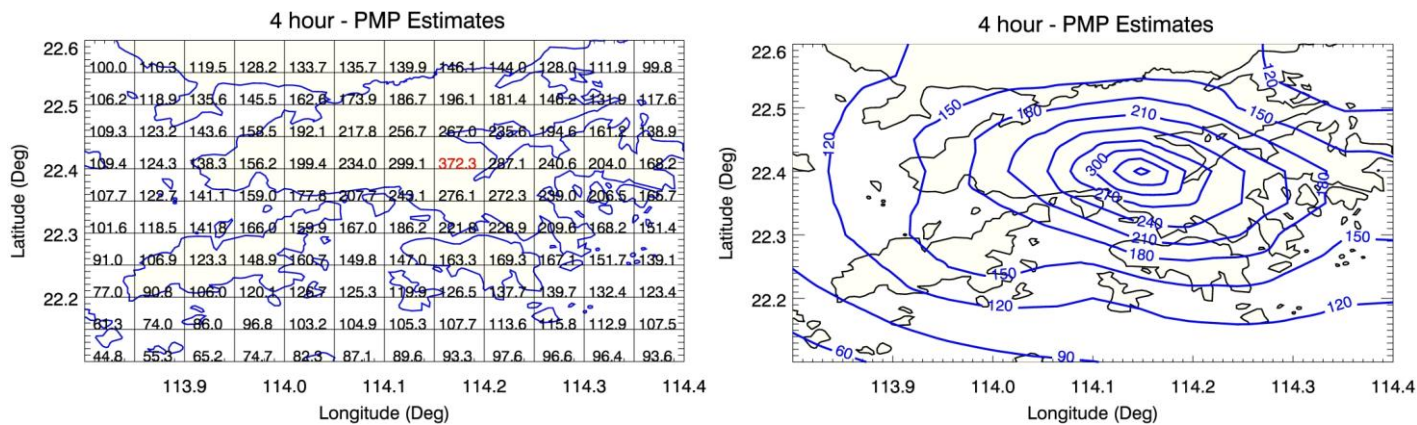 4 hour - PMP Estimates
22.6
100.0 110.3 119.5 128.2 133.7 135.7 139.9 146.1 144.0 128.0 111.9 99.8
22.5
106.2 118.9 135.6 145.5 162.6 173.9 186.7 196.1 181.4 146.2 131.9 117.6
109.3 123.2 143.6 158.5 192.1 217.8 256.7 267.0 235.6 194.6 161.2 138.9
22.4
109.4 124.3 138.3 156.2 199.4 234.0 299.1 372.3 287.1 240.6 204.0 168.2
107.7 122.7 141.1 159.0 177.8 207.7 243.1 276.1 272.3 239.0 206.5 165.7
22.3
101.6 118.5 141.8 166.0 159.9 167.0 186.2 221.8 228.9 209.6 168.2 151.4
91.0 106.9 123.3 148.9 160.7 149.8 147.0 163.3 169.3 167.1 151.7 139.1
22.2
77.0 90.8 106.0 120.1 126.7 125.3 119.9 126.5 137.7 139.7 132.4 123.4
61.3 74.0 86.0 96.8 103.2 104.9 105.3 107.7 113.6 115.8 112.9 107.5
44.8 55.3 65.2 74.7 82.3 87.1 89.6 93.3 97.6 96.6 96.4 93.6
113.9 114.0 114.1 114.2 114.3 114.4
Longitude (Deg)
Latitude (Deg)
4 hour - PMP Estimates
22.6
22.5
22.4
22.3
22.2
120
150
180
210
150
120
120
300
270
180
240
210
180
150
150
120
120
90
60
113.9 114.0 114.1 114.2 114.3 114.4
Longitude (Deg)
Latitude (Deg)